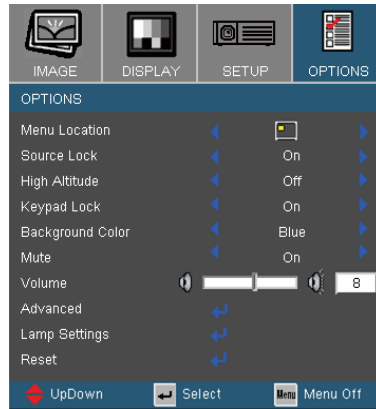 IMAGE DISPLAY SETUP OPTIONS
OPTIONS
Menu Location
Source Lock On
High Altitude Off
Keypad Lock On
Background Color Blue
Mute On
Volume 8
Advanced
Lamp Settings
Reset
UpDown Select Menu Menu Off